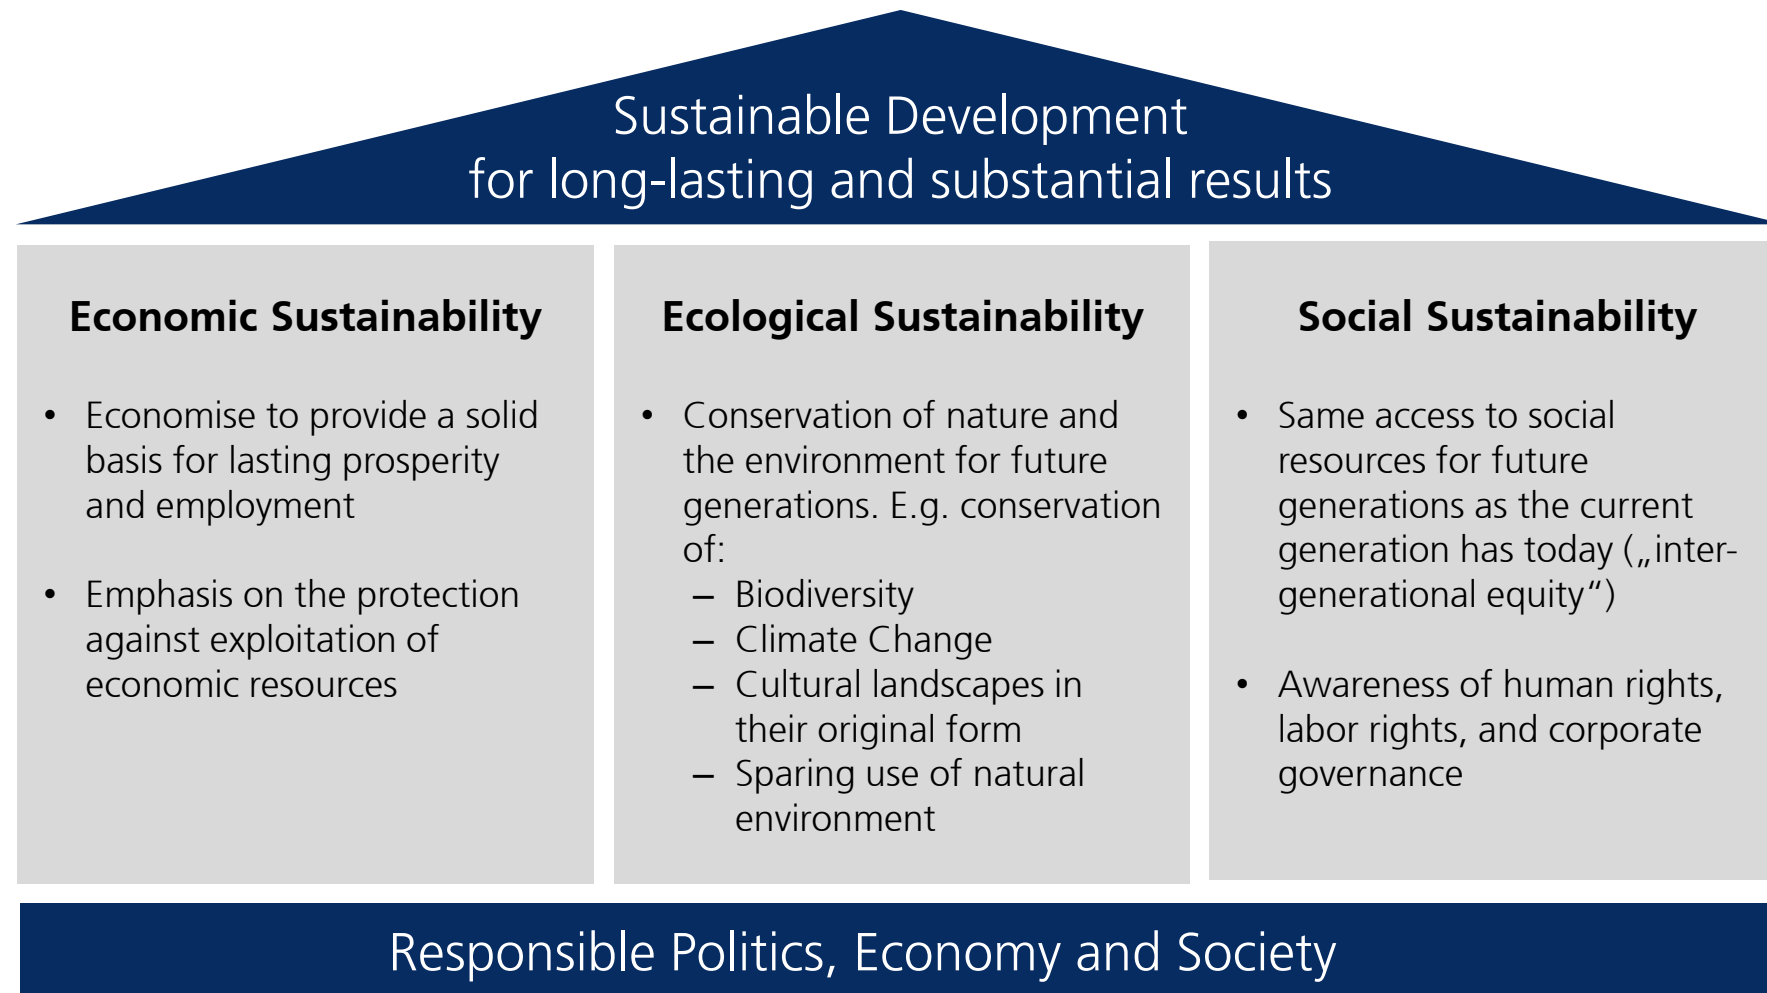 Sustainable Development
for long-lasting and substantial results
Economic Sustainability
• Economise to provide a solid
basis for lasting prosperity
and employment
• Emphasis on the protection
against exploitation of
economic resources
Ecological Sustainability
• Conservation of nature and
the environment for future
generations. E.g. conservation
of:
– Biodiversity
– Climate Change
– Cultural landscapes in
their original form
– Sparing use of natural
environment
Social Sustainability
• Same access to social
resources for future
generations as the current
generation has today („inter-
generational equity“)
• Awareness of human rights,
labor rights, and corporate
governance
Responsible Politics, Economy and Society